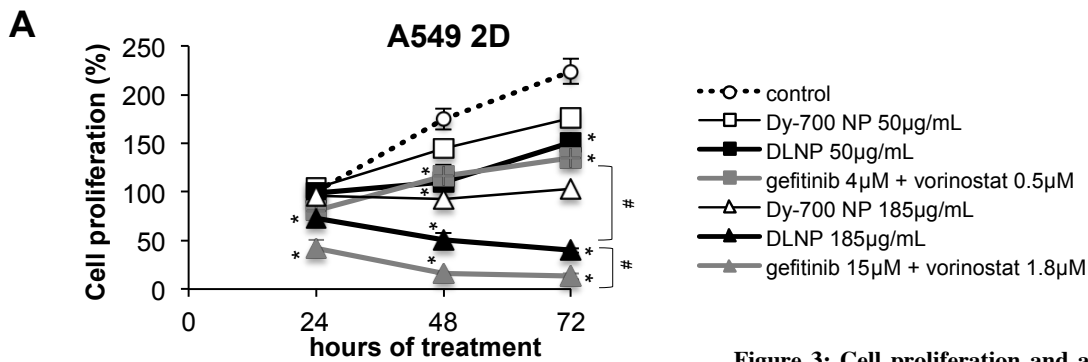 A
A549 2D
Cell proliferation (%)
250
200
150
100
50
0
0
24
48
72
hours of treatment
*
*
*
*
*
*
*
*
*
*
#
#
control
Dy-700 NP 50µg/mL
DLNP 50µg/mL
gefitinib 4µM + vorinostat 0.5µM
Dy-700 NP 185µg/mL
DLNP 185µg/mL
gefitinib 15µM + vorinostat 1.8µM
Figure 3: Cell proliferation and a